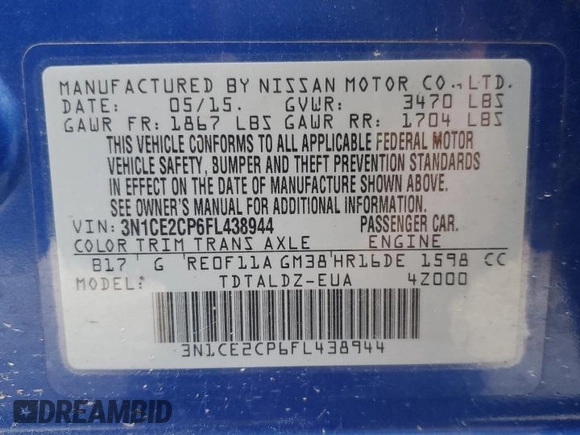 MANUFACTURED BY NISSAN MOTOR CO., LTD.
DATE: 05/15. GVWR: 3470 LBS
GAWR FR: 1867 LBS GAWR RR: 1704 LBS
THIS VEHICLE CONFORMS TO ALL APPLICABLE FEDERAL MOTOR
VEHICLE SAFETY, BUMPER AND THEFT PREVENTION STANDARDS
IN EFFECT ON THE DATE OF MANUFACTURE SHOWN ABOVE.
SEE OWNER'S MANUAL FOR ADDITIONAL INFORMATION.
VIN: 3N1CE2CP6FL438944 PASSENGER CAR.
COLOR TRIM TRANS AXLE ENGINE
B17 G RE0F11A GM38 HR16DE 1598 CC
MODEL: TDTALDZ-EUA 4Z000
3N1CE2CP6FL438944
DREAMBID